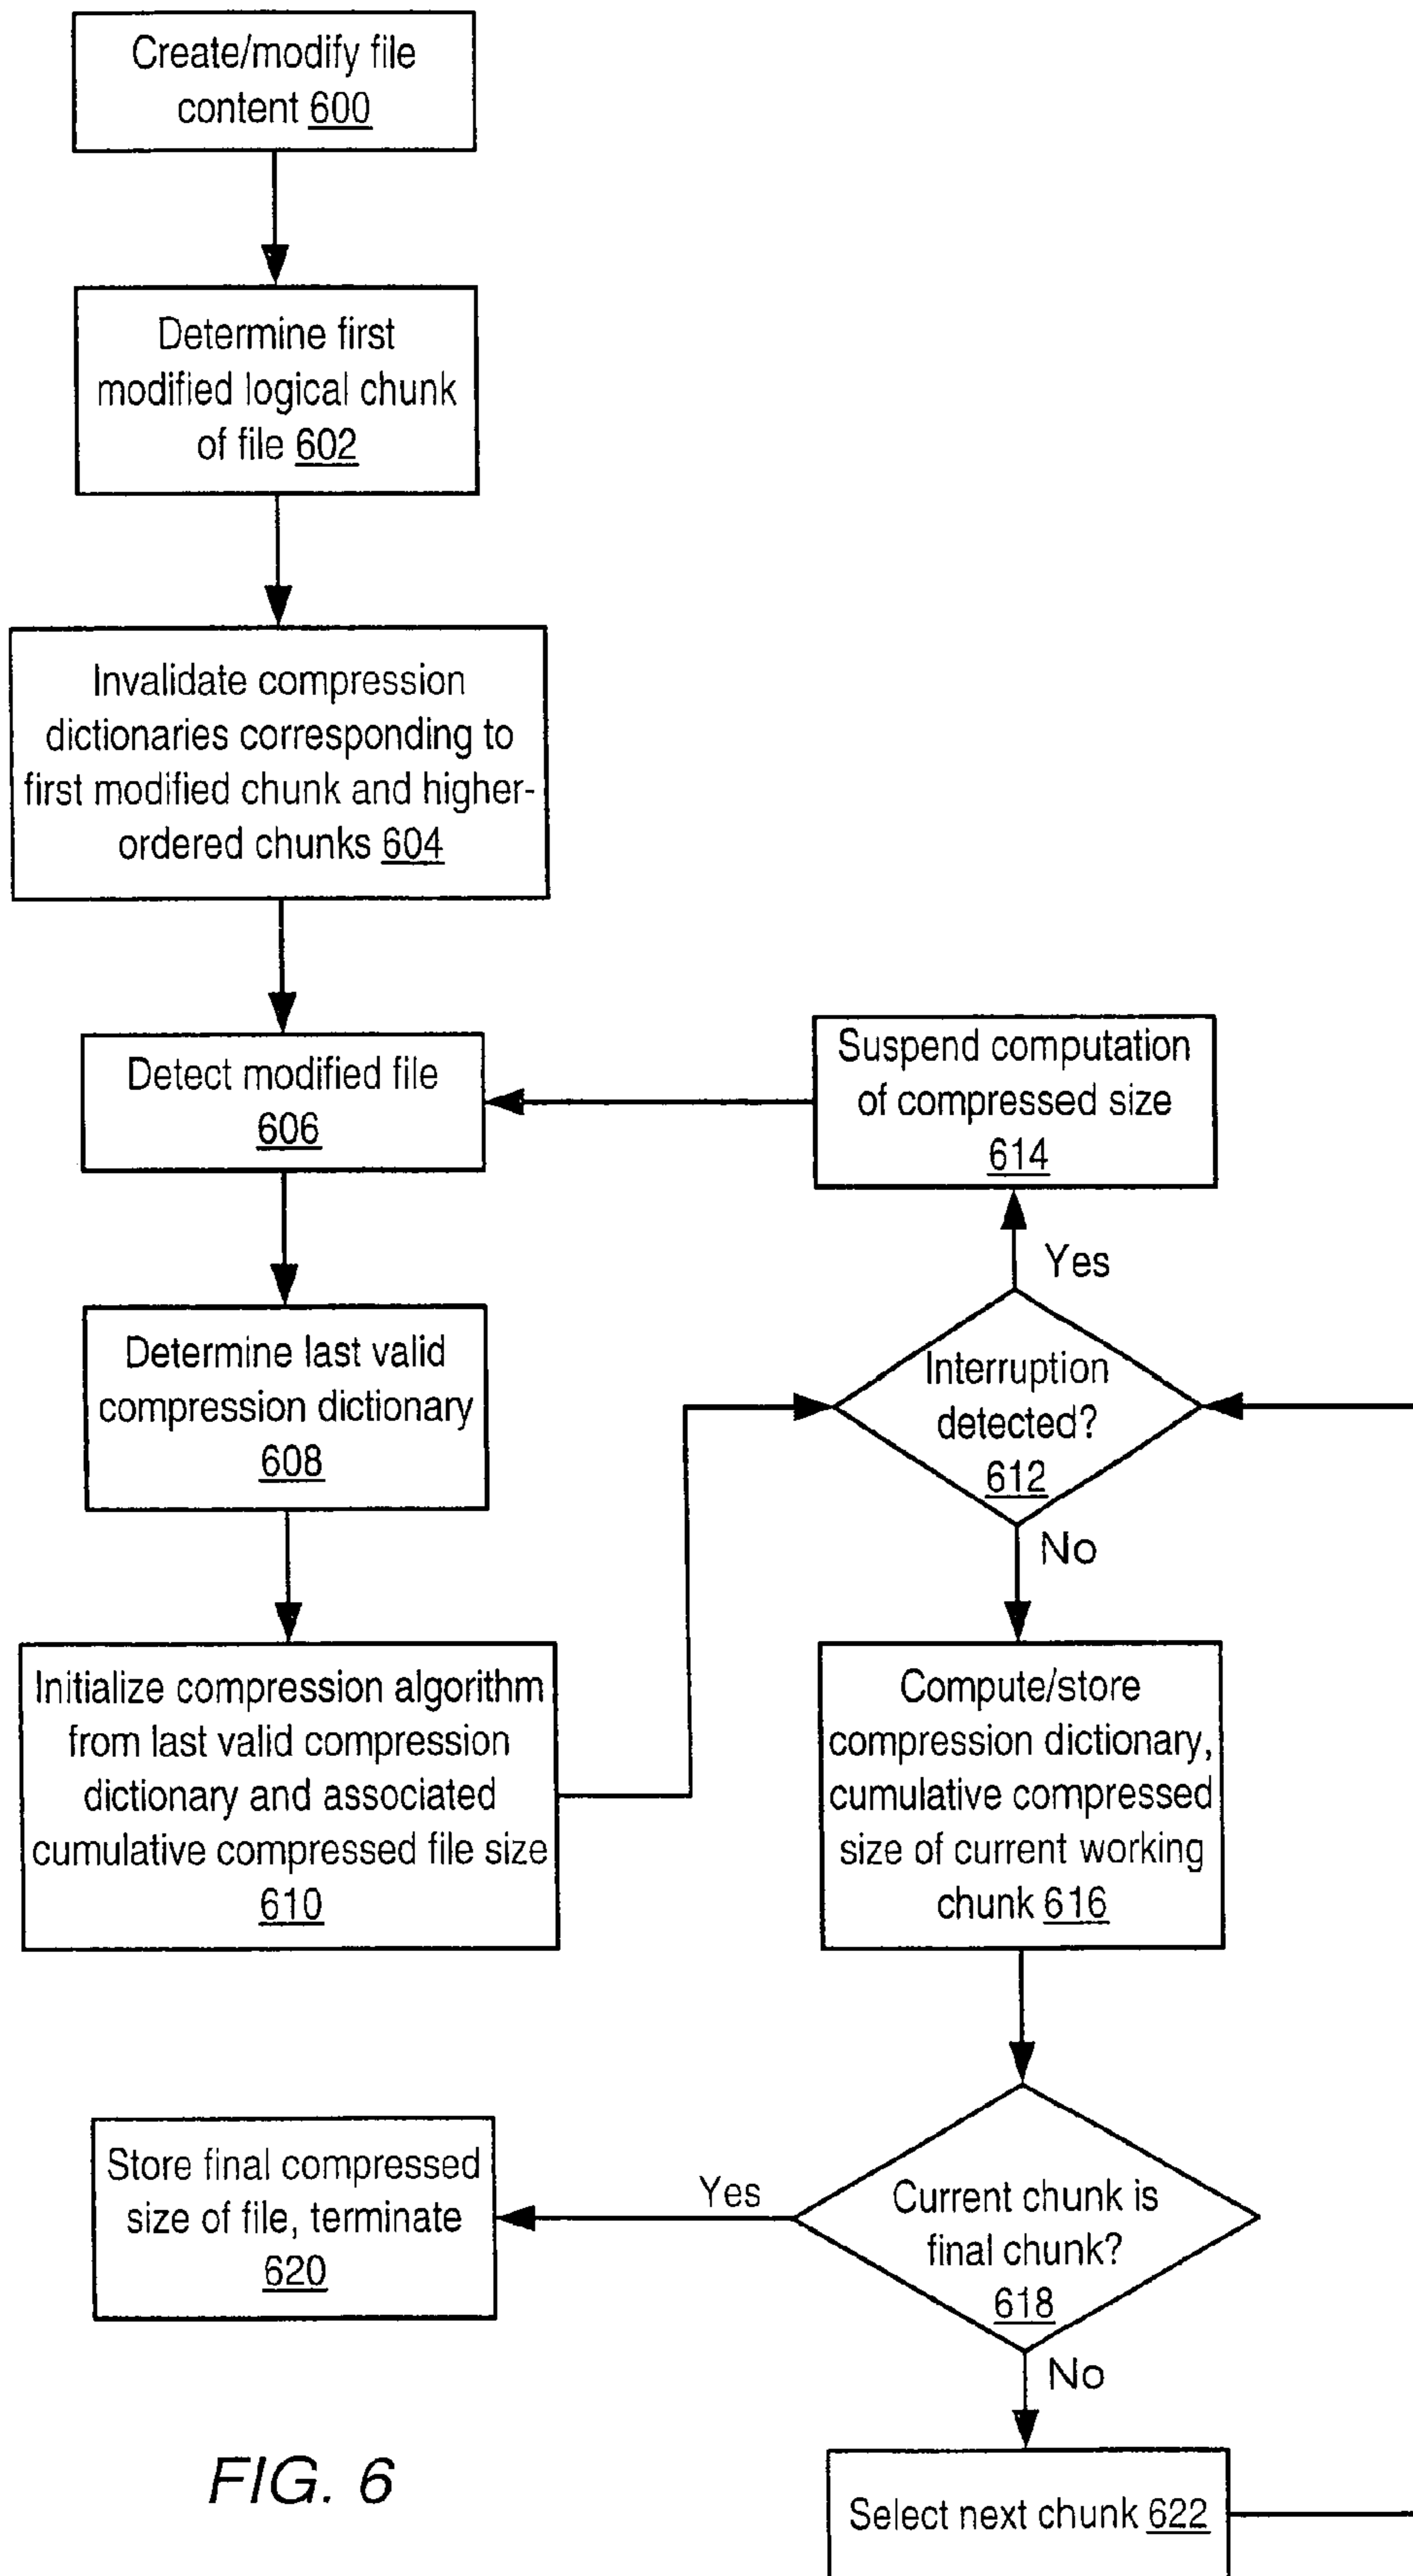 Create/modify file
content 600
Determine first
modified logical chunk
of file 602
Invalidate compression
dictionaries corresponding to
first modified chunk and higher-
ordered chunks 604
Detect modified file
606
Suspend computation
of compressed size
614
Yes
Determine last valid
compression dictionary
608
Interruption
detected?
612
No
Initialize compression algorithm
from last valid compression
dictionary and associated
cumulative compressed file size
610
Compute/store
compression dictionary,
cumulative compressed
size of current working
chunk 616
Store final compressed
size of file, terminate
620
Yes
Current chunk is
final chunk?
618
No
FIG. 6
Select next chunk 622